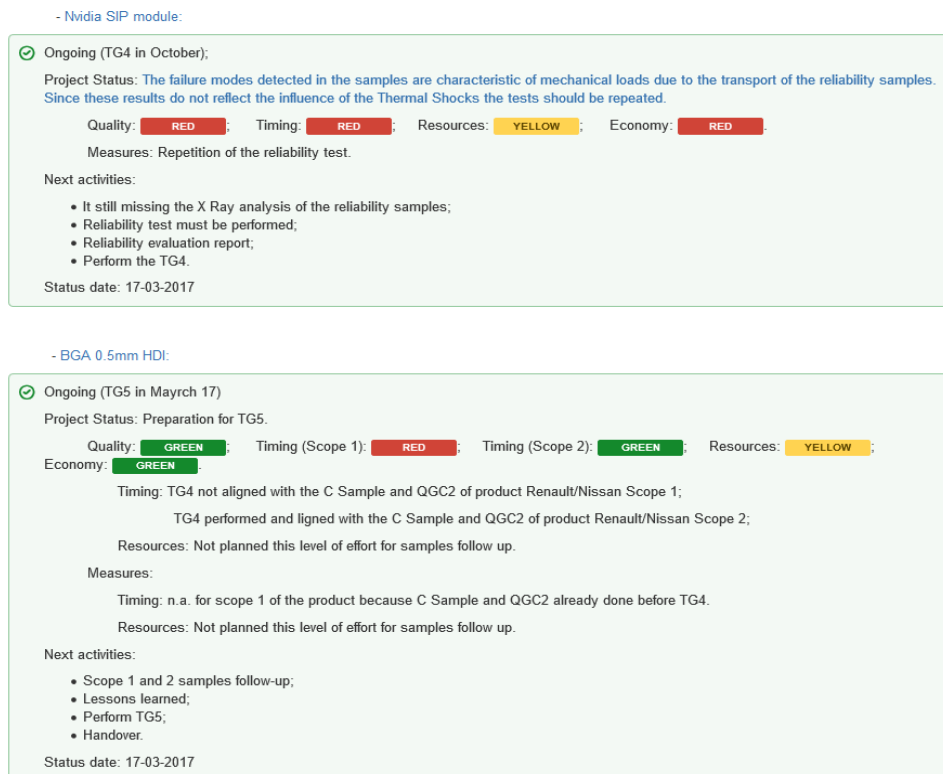 - Nvidia SIP module:
Ongoing (TG4 in October);
Project Status: The failure modes detected in the samples are characteristic of mechanical loads due to the transport of the reliability samples.
Since these results do not reflect the influence of the Thermal Shocks the tests should be repeated.
Quality: RED; Timing: RED; Resources: YELLOW; Economy: RED.
Measures: Repetition of the reliability test.
Next activities:
• It still missing the X Ray analysis of the reliability samples;
• Reliability test must be performed;
• Reliability evaluation report;
• Perform the TG4.
Status date: 17-03-2017
- BGA 0.5mm HDI:
Ongoing (TG5 in Mayrch 17)
Project Status: Preparation for TG5.
Quality: GREEN; Timing (Scope 1): RED; Timing (Scope 2): GREEN; Resources: YELLOW;
Economy: GREEN.
Timing: TG4 not aligned with the C Sample and QGC2 of product Renault/Nissan Scope 1;
TG4 performed and ligned with the C Sample and QGC2 of product Renault/Nissan Scope 2;
Resources: Not planned this level of effort for samples follow up.
Measures:
Timing: n.a. for scope 1 of the product because C Sample and QGC2 already done before TG4.
Resources: Not planned this level of effort for samples follow up.
Next activities:
• Scope 1 and 2 samples follow-up;
• Lessons learned;
• Perform TG5;
• Handover.
Status date: 17-03-2017